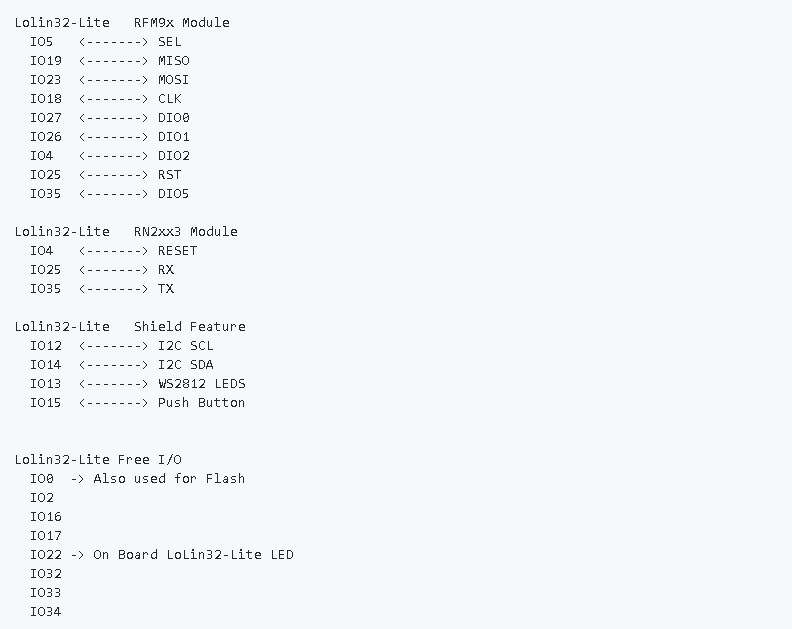 Lolin32-Lite   RFM9x Module
  IO5   <-------> SEL
  IO19  <-------> MISO
  IO23  <-------> MOSI
  IO18  <-------> CLK
  IO27  <-------> DIO0
  IO26  <-------> DIO1
  IO4   <-------> DIO2
  IO25  <-------> RST
  IO35  <-------> DIO5

Lolin32-Lite   RN2xx3 Module
  IO4   <-------> RESET
  IO25  <-------> RX
  IO35  <-------> TX

Lolin32-Lite   Shield Feature
  IO12  <-------> I2C SCL
  IO14  <-------> I2C SDA
  IO13  <-------> WS2812 LEDS
  IO15  <-------> Push Button

Lolin32-Lite Free I/O
  IO0  -> Also used for Flash
  IO2
  IO16
  IO17
  IO22 -> On Board LoLin32-Lite LED
  IO32
  IO33
  IO34